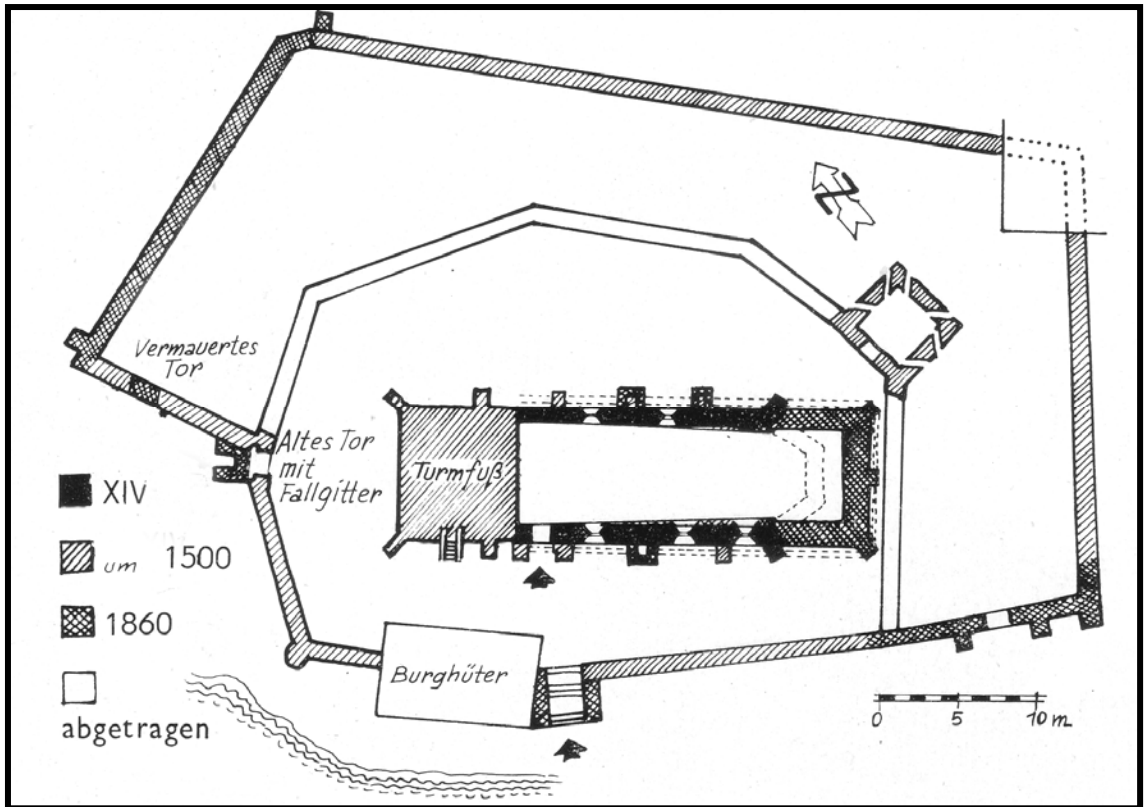 Vermauertes
Tor
Altes Tor
mit
Fallgitter
Turmfuß
N
XIV
um 1500
1860
abgetragen
Burghüter
0 5 10 m